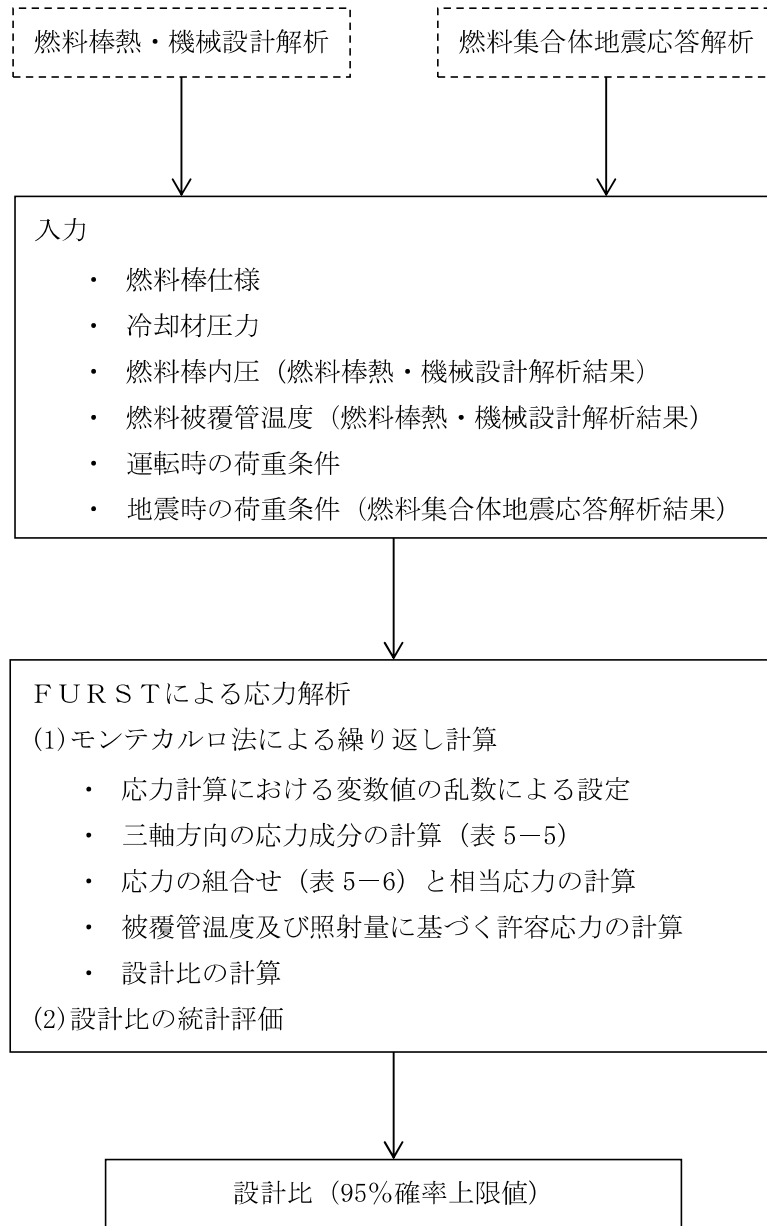 燃料棒熱・機械設計解析
燃料集合体地震応答解析
入力
・ 燃料棒仕様
・ 冷却材圧力
・ 燃料棒内圧（燃料棒熱・機械設計解析結果）
・ 燃料被覆管温度（燃料棒熱・機械設計解析結果）
・ 運転時の荷重条件
・ 地震時の荷重条件（燃料集合体地震応答解析結果）
ＦＵＲＳＴによる応力解析
(1)モンテカルロ法による繰り返し計算
・ 応力計算における変数値の乱数による設定
・ 三軸方向の応力成分の計算（表 5－5）
・ 応力の組合せ（表 5－6）と相当応力の計算
・ 被覆管温度及び照射量に基づく許容応力の計算
・ 設計比の計算
(2)設計比の統計評価
設計比（95%確率上限値）